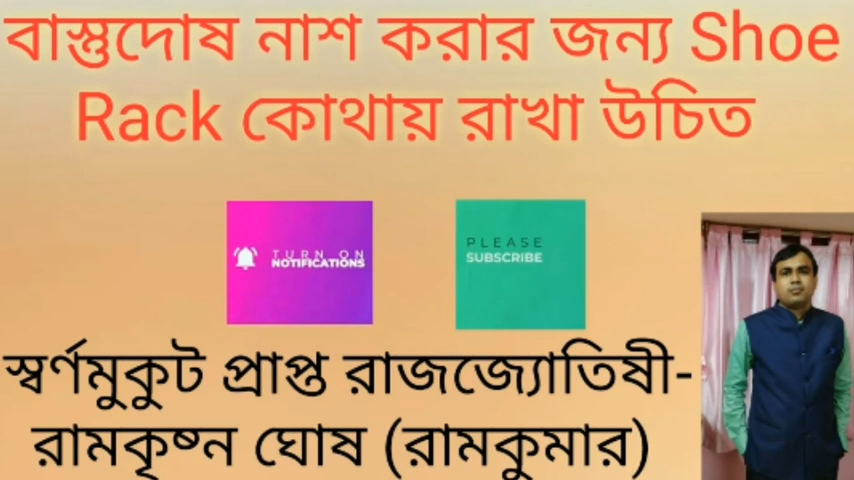 বাস্তুদোষ নাশ করার জন্য Shoe
Rack কোথায় রাখা উচিত
TURN ON
NOTIFICATIONS
PLEASE
SUBSCRIBE
স্বর্ণমুকুট প্রাপ্ত রাজজ্যোতিষী-
রামকৃষ্ন ঘোষ (রামকুমার)